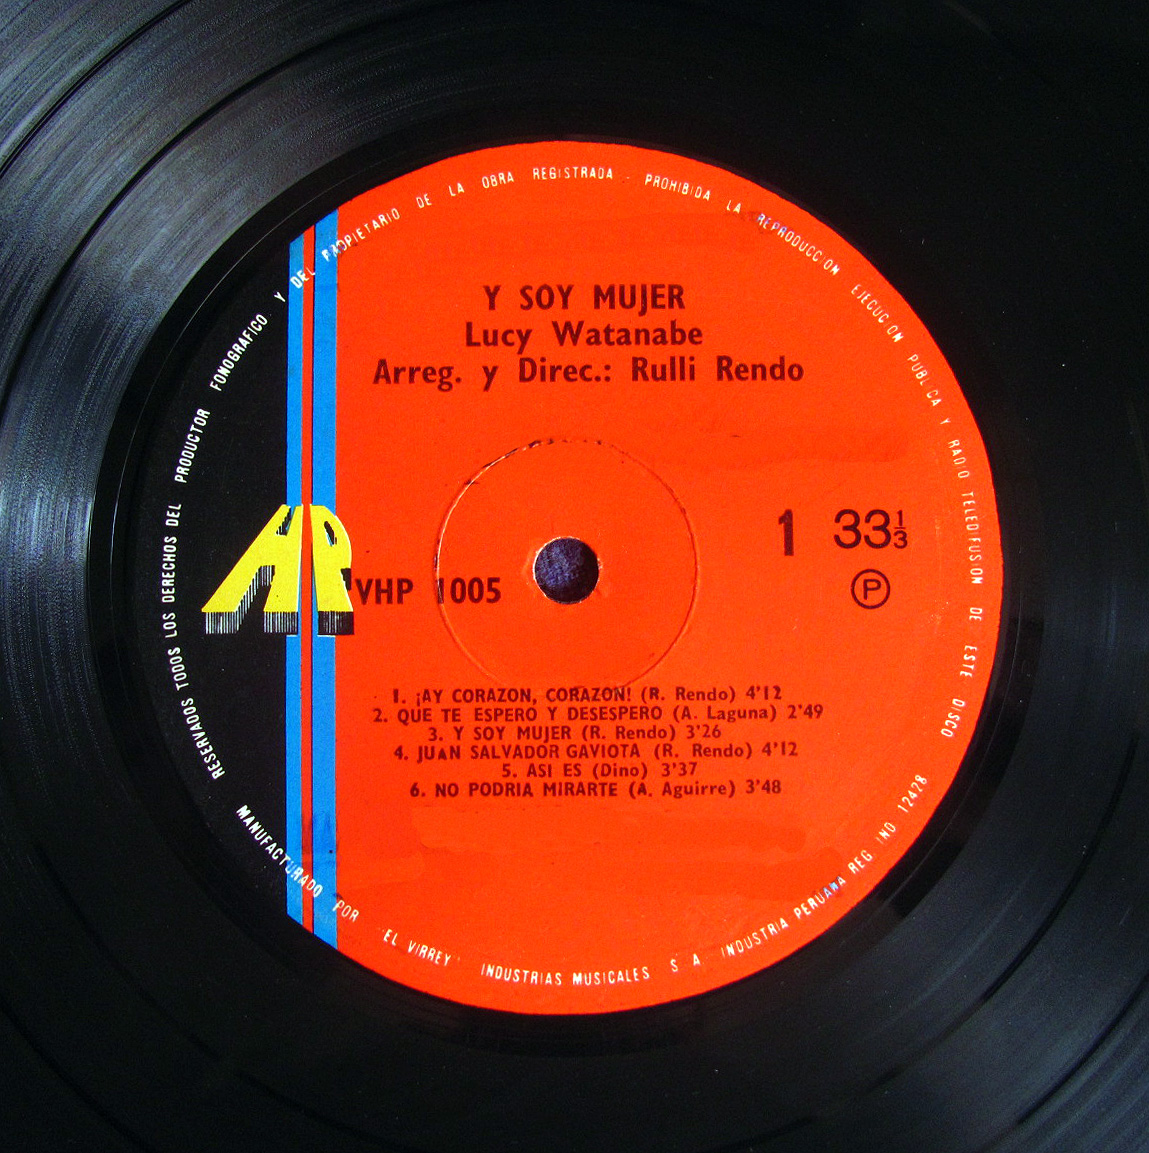 RESERVADOS TODOS LOS DERECHOS DEL PRODUCTOR FONOGRAFICO Y DEL PROPIETARIO DE LA OBRA REGISTRADA - PROHIBIDA LA REPRODUCCION EJECUCION PUBLICA Y RADIO TELEDIFUSION DE ESTE DISCO
Y SOY MUJER
Lucy Watanabe
Arreg. y Direc.: Rulli Rendo
1 33 1/3
HP
VHP 1005
℗
1. ¡AY CORAZON, CORAZON! (R. Rendo) 4'12
2. QUE TE ESPERO Y DESESPERO (A. Laguna) 2'49
3. Y SOY MUJER (R. Rendo) 3'26
4. JUAN SALVADOR GAVIOTA (R. Rendo) 4'12
5. ASI ES (Dino) 3'37
6. NO PODRIA MIRARTE (A. Aguirre) 3'48
MANUFACTURADO POR "EL VIRREY" INDUSTRIAS MUSICALES S A INDUSTRIA PERUANA REG IND 12428